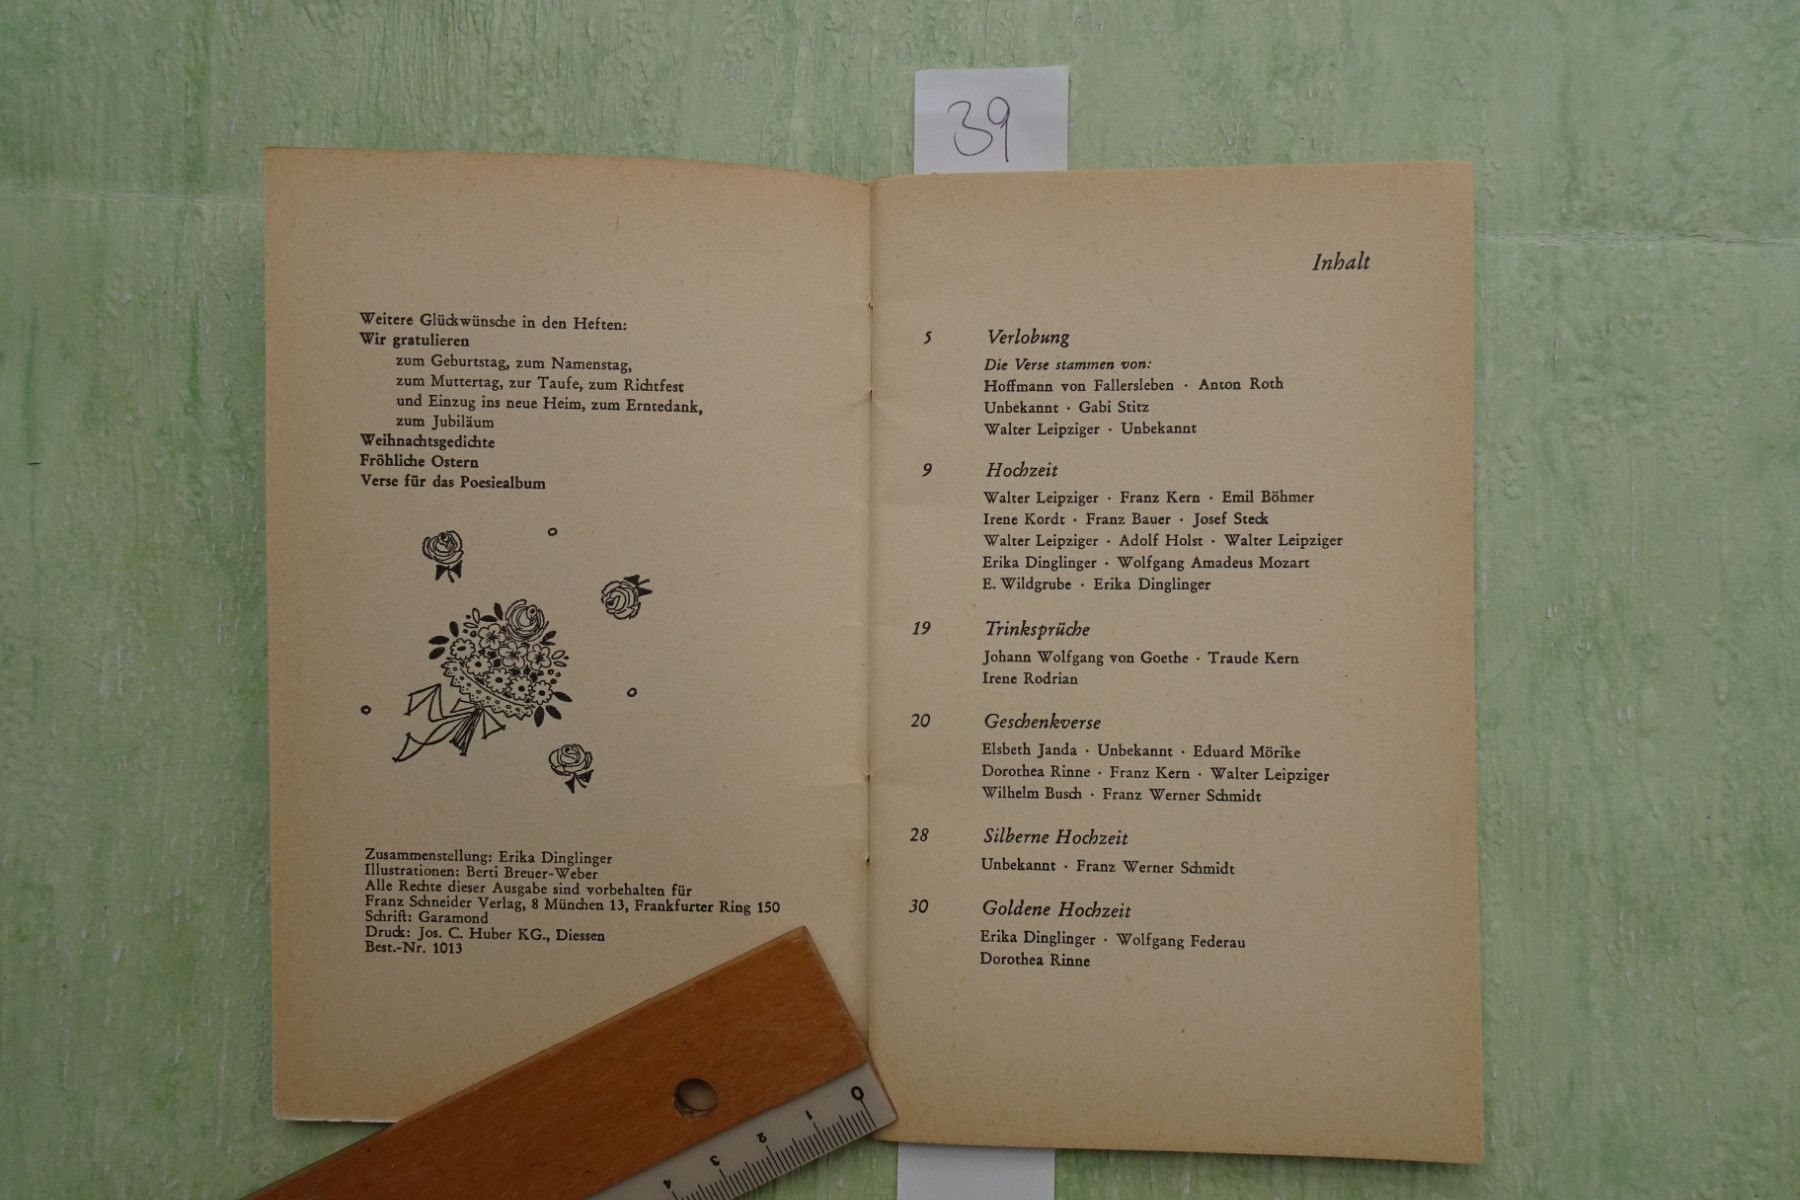 39
Weitere Glückwünsche in den Heften:
Wir gratulieren
zum Geburtstag, zum Namenstag,
zum Muttertag, zur Taufe, zum Richtfest
und Einzug ins neue Heim, zum Erntedank,
zum Jubiläum
Weihnachtsgedichte
Fröhliche Ostern
Verse für das Poesiealbum
Zusammenstellung: Erika Dinglinger
Illustrationen: Berti Breuer-Weber
Alle Rechte dieser Ausgabe sind vorbehalten für
Franz Schneider Verlag, 8 München 13, Frankfurter Ring 150
Schrift: Garamond
Druck: Jos. C. Huber KG., Diessen
Best.-Nr. 1013
Inhalt
5 Verlobung
Die Verse stammen von:
Hoffmann von Fallersleben · Anton Roth
Unbekannt · Gabi Stitz
Walter Leipziger · Unbekannt
9 Hochzeit
Walter Leipziger · Franz Kern · Emil Böhmer
Irene Kordt · Franz Bauer · Josef Steck
Walter Leipziger · Adolf Holst · Walter Leipziger
Erika Dinglinger · Wolfgang Amadeus Mozart
E. Wildgrube · Erika Dinglinger
19 Trinksprüche
Johann Wolfgang von Goethe · Traude Kern
Irene Rodrian
20 Geschenkverse
Elsbeth Janda · Unbekannt · Eduard Mörike
Dorothea Rinne · Franz Kern · Walter Leipziger
Wilhelm Busch · Franz Werner Schmidt
28 Silberne Hochzeit
Unbekannt · Franz Werner Schmidt
30 Goldene Hochzeit
Erika Dinglinger · Wolfgang Federau
Dorothea Rinne
0 1 2 3 4